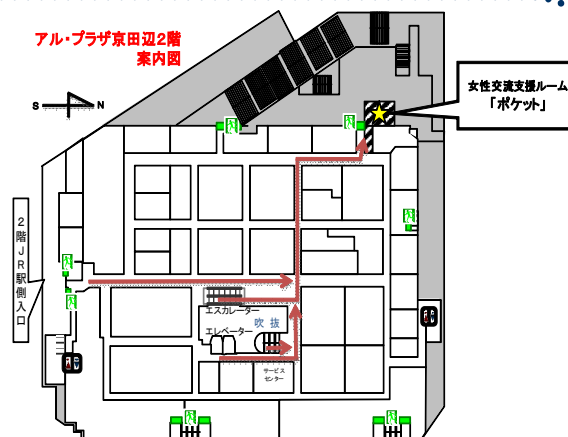 アル・プラザ京田辺2階
案内図
S N
女性交流支援ルーム
「ポケット」
2階JR駅側入口
エスカレーター
エレベーター
吹 抜
サービス
センター